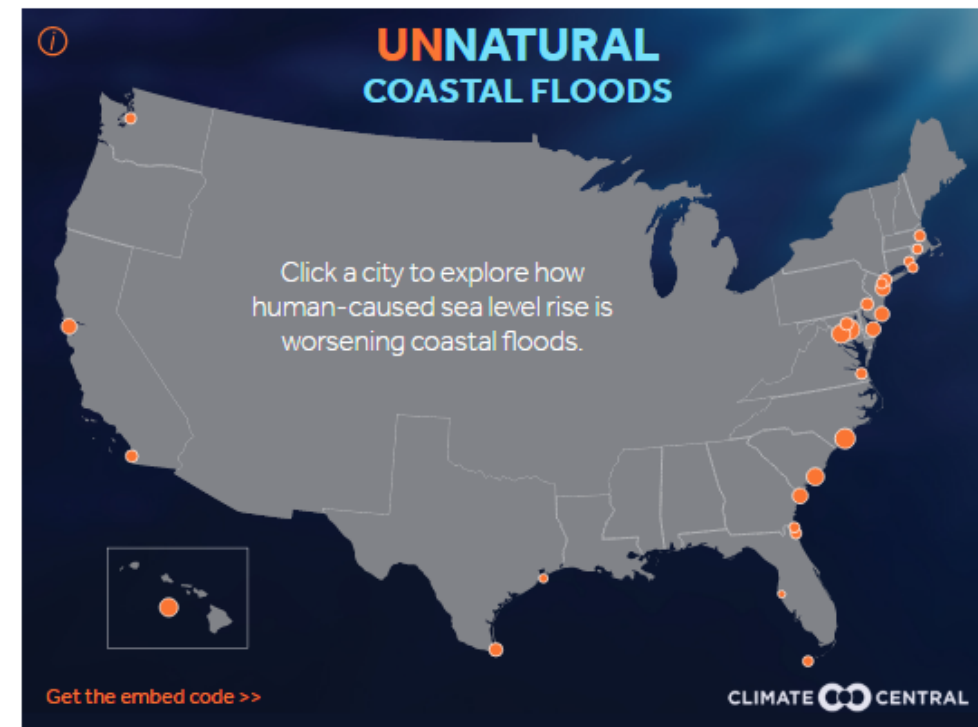 i
UNNATURAL
COASTAL FLOODS
Click a city to explore how
human-caused sea level rise is
worsening coastal floods.
Get the embed code >>
CLIMATE CENTRAL